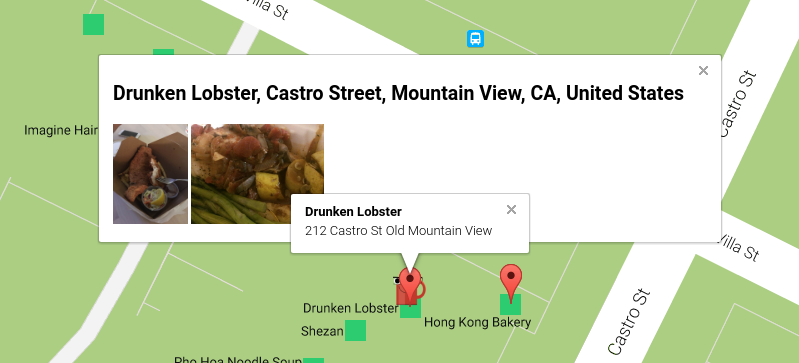 Villa St
Drunken Lobster, Castro Street, Mountain View, CA, United States
Castro St
Imagine Hair
Drunken Lobster
212 Castro St Old Mountain View
Villa St
Drunken Lobster
Hong Kong Bakery
Castro St
Shezan
Pho Hoa Noodle Soup